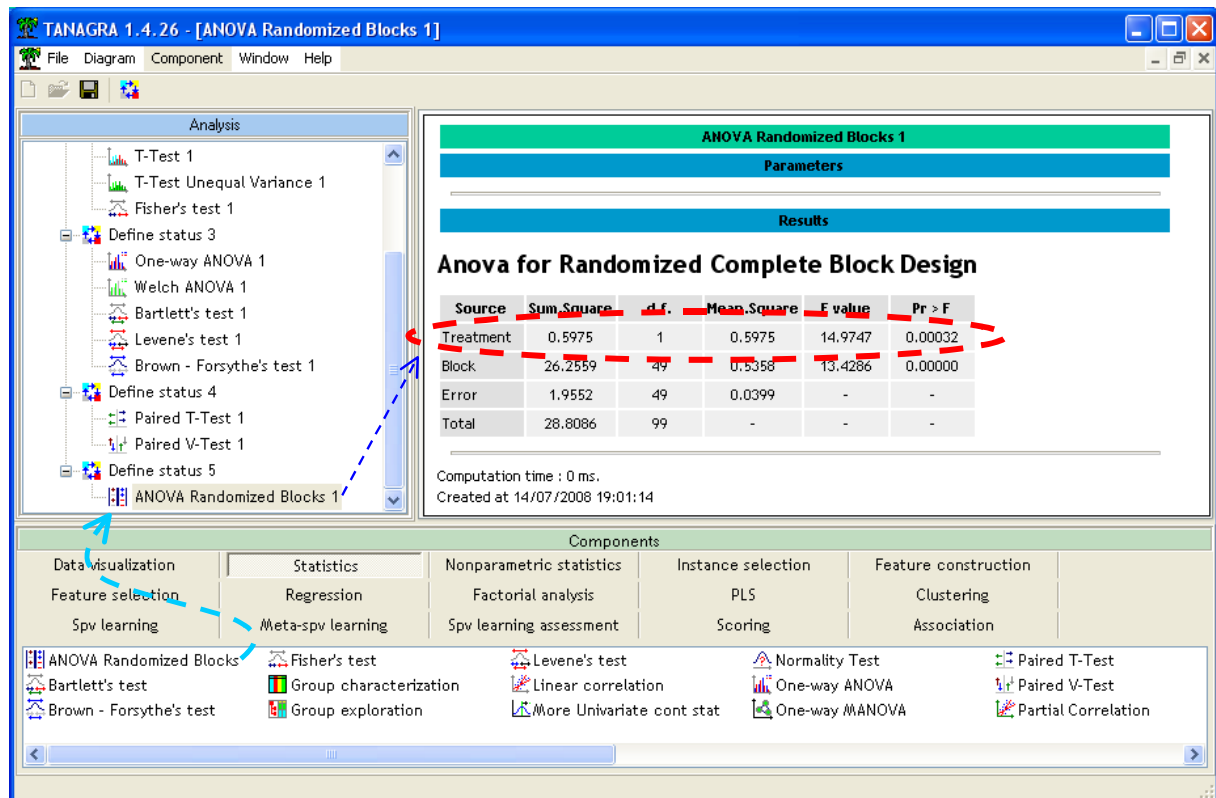 TANAGRA 1.4.26 - [ANOVA Randomized Blocks 1]
File Diagram Component Window Help
Analysis
T-Test 1
T-Test Unequal Variance 1
Fisher's test 1
Define status 3
One-way ANOVA 1
Welch ANOVA 1
Bartlett's test 1
Levene's test 1
Brown - Forsythe's test 1
Define status 4
Paired T-Test 1
Paired V-Test 1
Define status 5
ANOVA Randomized Blocks 1
ANOVA Randomized Blocks 1
Parameters
Results
Anova for Randomized Complete Block Design
Source Sum.Square d.f. Mean.Square F value Pr > F
Treatment 0.5975 1 0.5975 14.9747 0.00032
Block 26.2559 49 0.5358 13.4286 0.00000
Error 1.9552 49 0.0399 - -
Total 28.8086 99 - - -
Computation time : 0 ms.
Created at 14/07/2008 19:01:14
Components
Data visualization Statistics Nonparametric statistics Instance selection Feature construction
Feature selection Regression Factorial analysis PLS Clustering
Spv learning Meta-spv learning Spv learning assessment Scoring Association
ANOVA Randomized Blocks Fisher's test Levene's test Normality Test Paired T-Test
Bartlett's test Group characterization Linear correlation One-way ANOVA Paired V-Test
Brown - Forsythe's test Group exploration More Univariate cont stat One-way MANOVA Partial Correlation